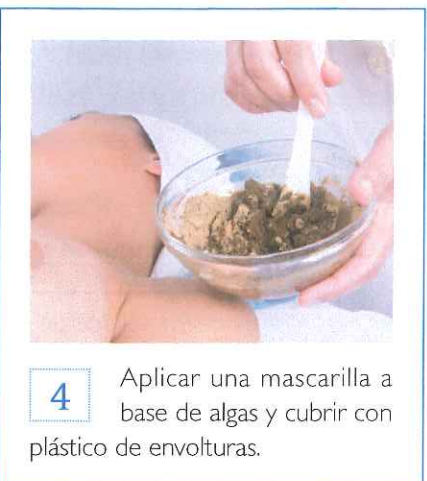 4 Aplicar una mascarilla a
base de algas y cubrir con
plástico de envolturas.